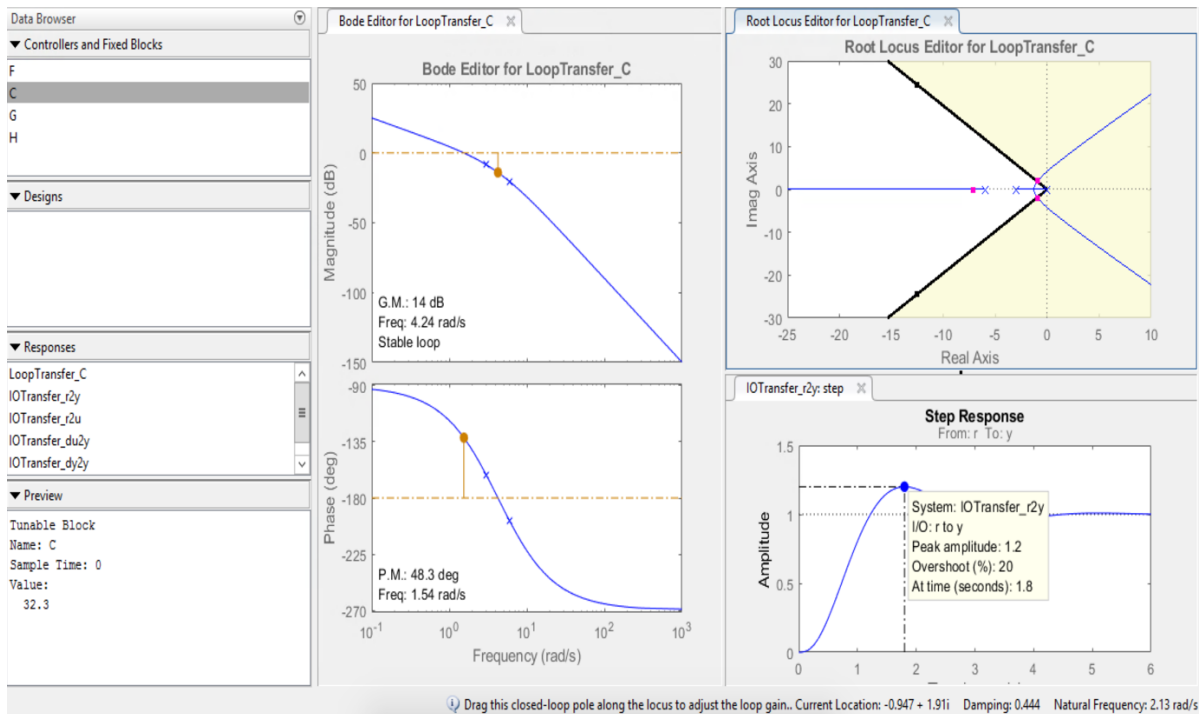 Data Browser
Controllers and Fixed Blocks
F
C
G
H
Designs
Responses
LoopTransfer_C
IOTransfer_r2y
IOTransfer_r2u
IOTransfer_du2y
IOTransfer_dy2y
Preview
Tunable Block
Name: C
Sample Time: 0
Value:
32.3
Bode Editor for LoopTransfer_C
Bode Editor for LoopTransfer_C
50
0
-50
-100
-150
Magnitude (dB)
G.M.: 14 dB
Freq: 4.24 rad/s
Stable loop
-90
-135
-180
-225
-270
Phase (deg)
P.M.: 48.3 deg
Freq: 1.54 rad/s
10-1 100 101 102 103
Frequency (rad/s)
Root Locus Editor for LoopTransfer_C
Root Locus Editor for LoopTransfer_C
30
20
10
0
-10
-20
-30
Imag Axis
-25 -20 -15 -10 -5 0 5 10
Real Axis
IOTransfer_r2y: step
Step Response
From: r To: y
1.5
1
0.5
0
Amplitude
System: IOTransfer_r2y
I/O: r to y
Peak amplitude: 1.2
Overshoot (%): 20
At time (seconds): 1.8
0 1 2 3 4 5 6
Drag this closed-loop pole along the locus to adjust the loop gain.. Current Location: -0.947 + 1.91i Damping: 0.444 Natural Frequency: 2.13 rad/s